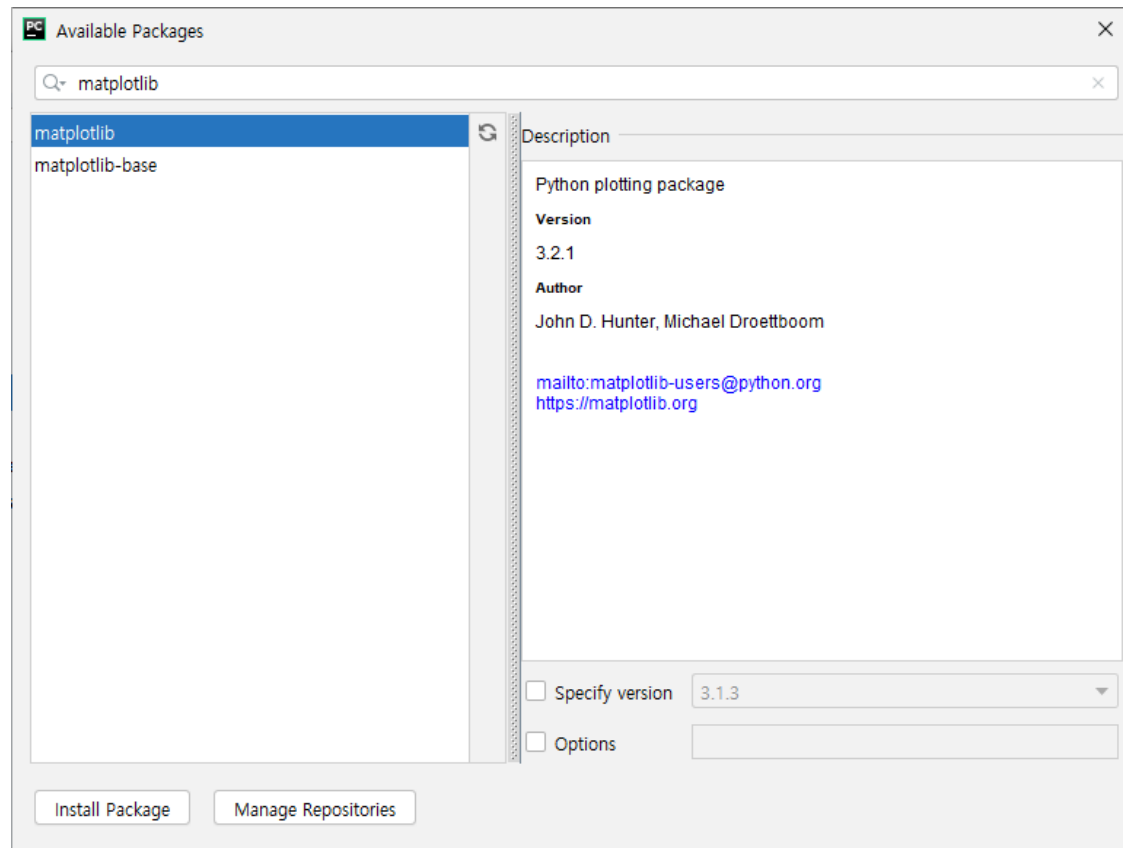 PC Available Packages
matplotlib
matplotlib
matplotlib-base
Description
Python plotting package
Version
3.2.1
Author
John D. Hunter, Michael Droettboom
mailto:matplotlib-users@python.org
https://matplotlib.org
Specify version 3.1.3
Options
Install Package Manage Repositories